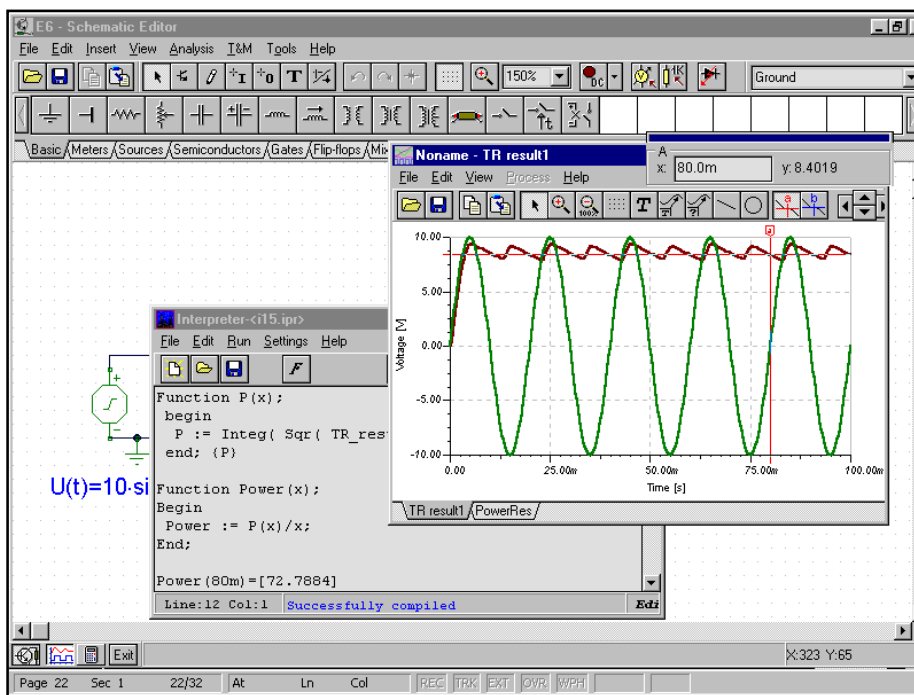 E6 - Schematic Editor
File Edit Insert View Analysis T&M Tools Help
150%
DC
1K
Ground
Basic Meters Sources Semiconductors Gates Flip-flops
Noname - TR result1
A
x: 80.0m y:8.4019
File Edit View Process Help
100%
T
a b
a
10.00
5.00
0.00
-5.00
-10.00
Voltage [V]
0.00 25.00m 50.00m 75.00m 100.00m
Time [s]
TR result1 PowerRes
Interpreter-<i15.ipr>
File Edit Run Settings Help
F
Function P(x);
begin
P := Integ( Sqr( TR_res
end; {P}
Function Power(x);
Begin
Power := P(x)/x;
End;
Power(80m)=[72.7884]
Line:12 Col:1 Successfully compiled Edi
U(t)=10·si
Exit
X:323 Y:65
Page 22 Sec 1 22/32 At Ln Col REC TRK EXT OVR WPH